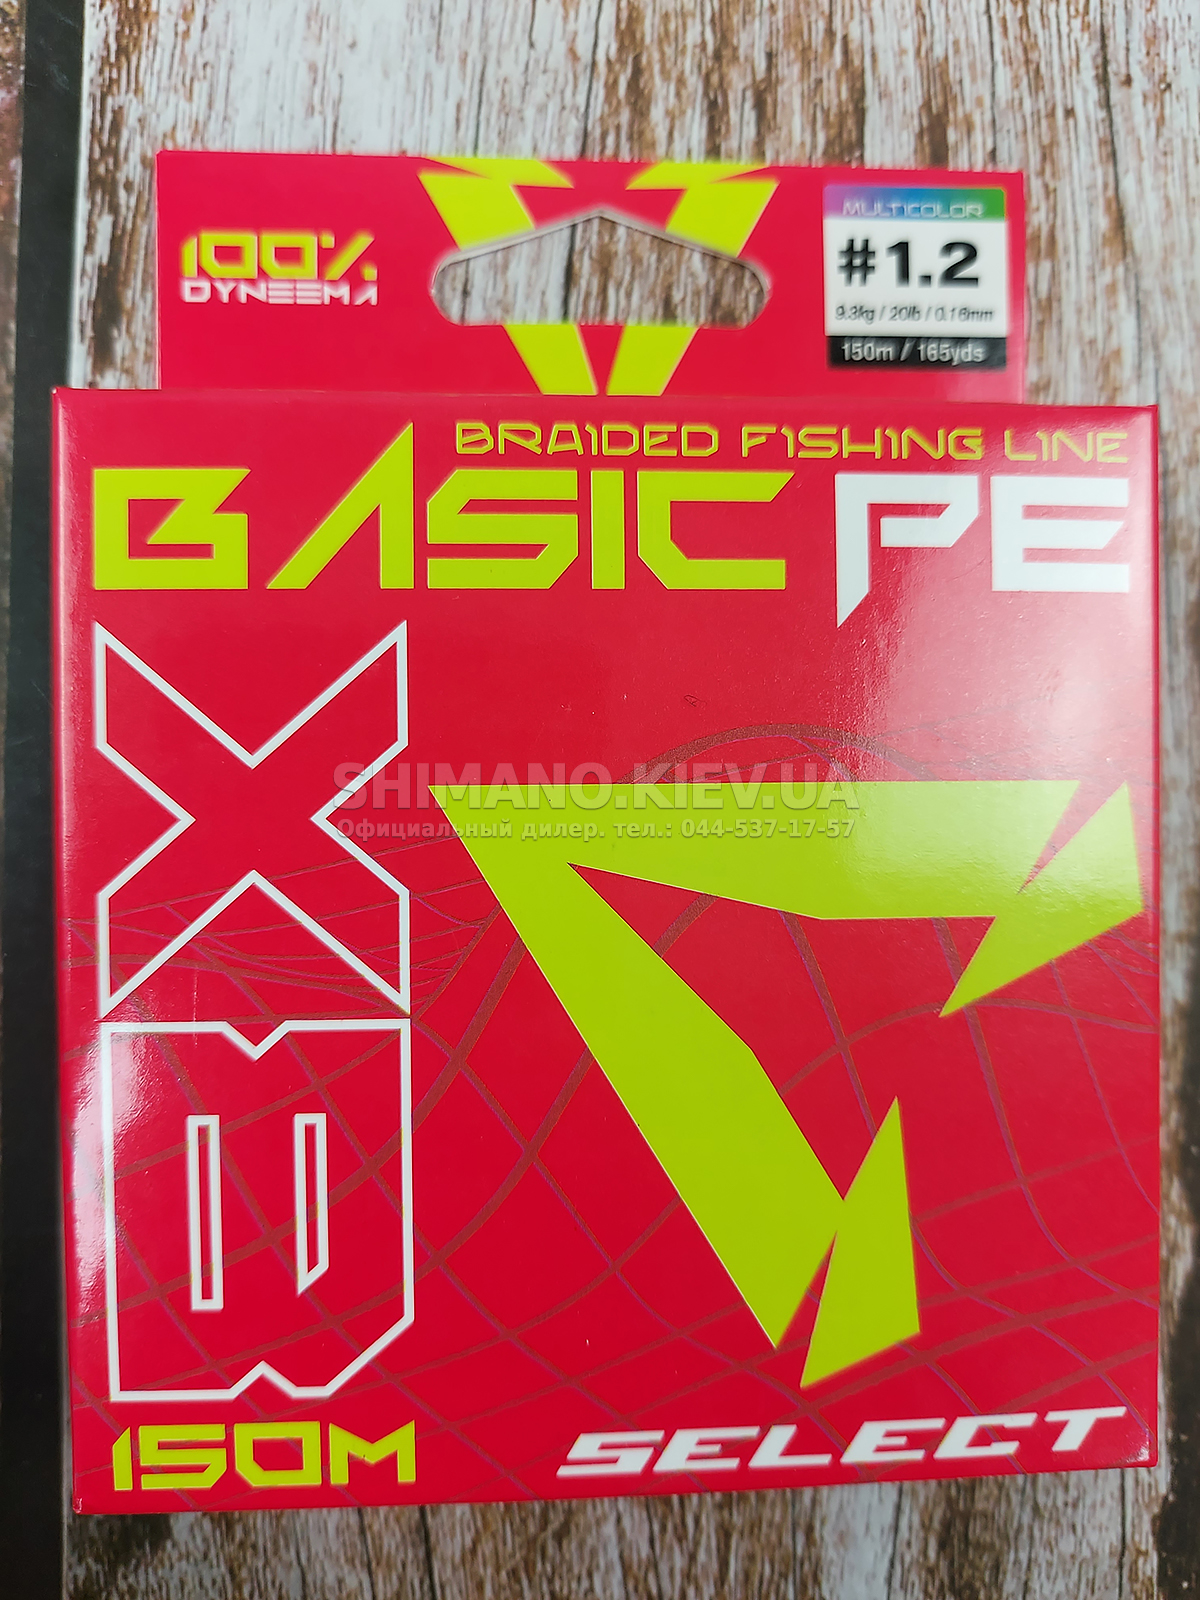 100%
DYNEEMA
MULTICOLOR
#1.2
9.3kg / 20lb / 0.16mm
150m / 165yds
BRAIDED FISHING LINE
BASIC PE
X8
SHIMANO.KIEV.UA
Официальный дилер. тел.: 044-537-17-57
150M
SELECT